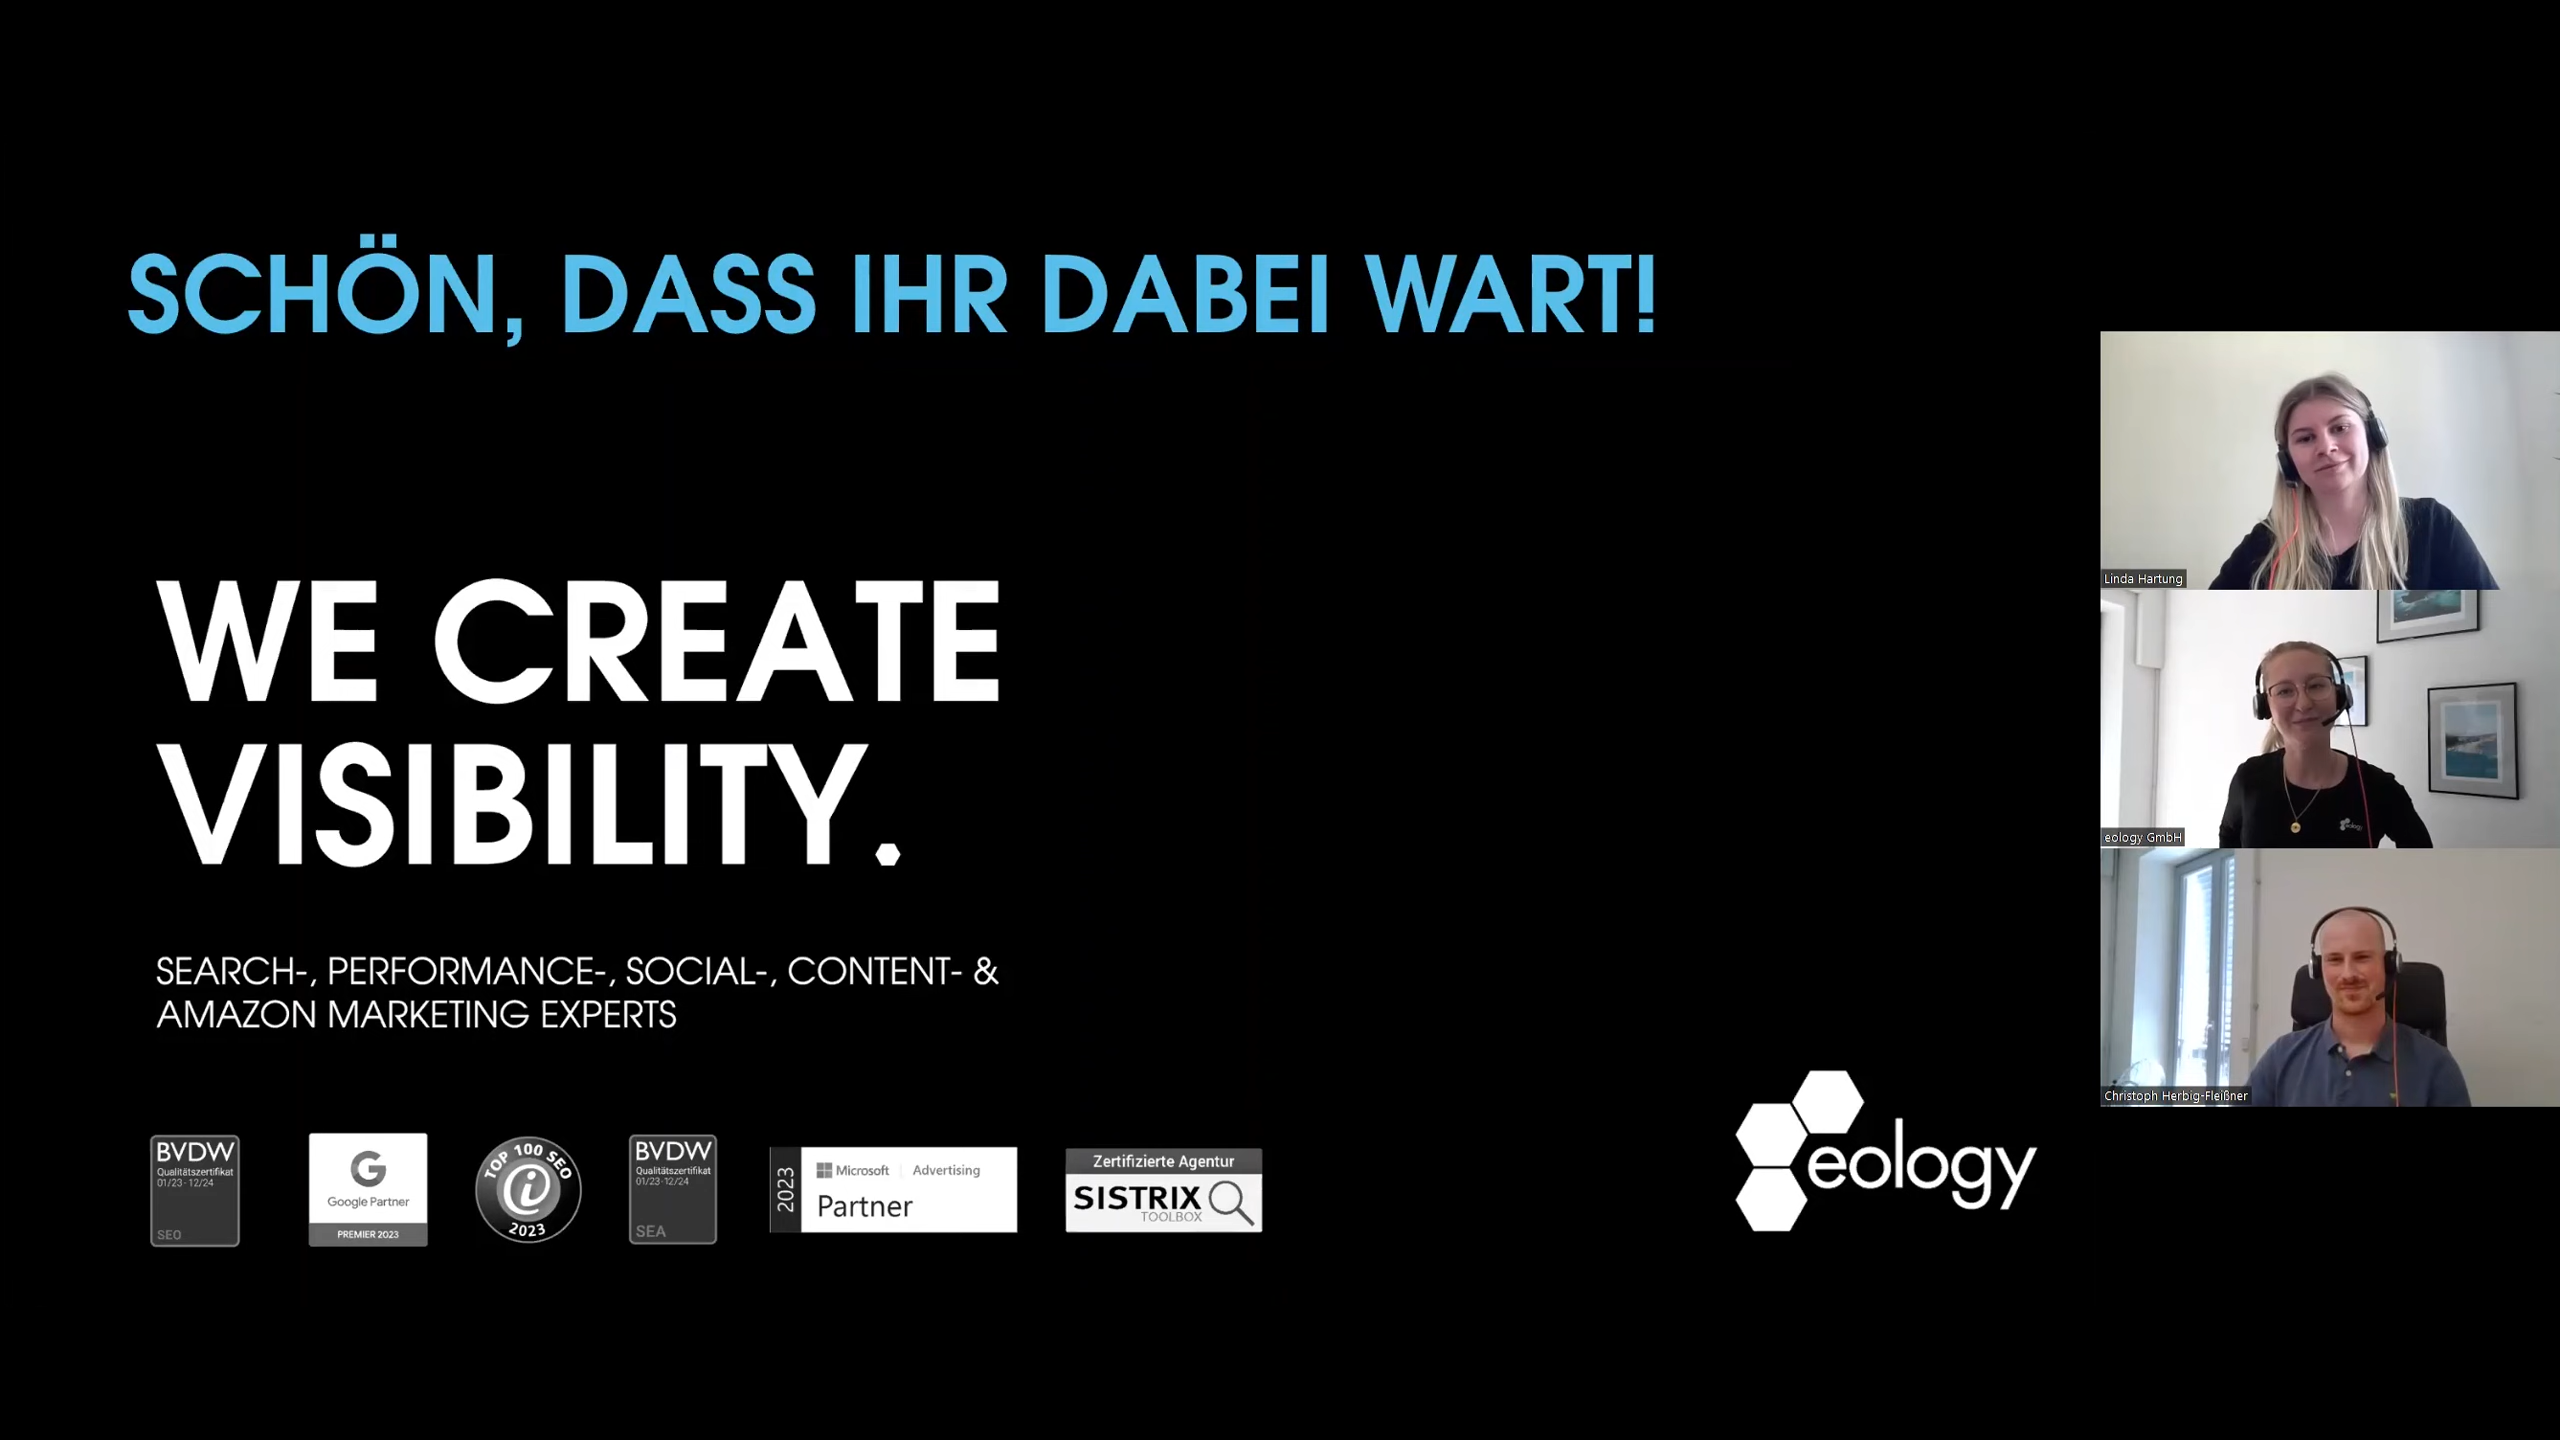 SCHÖN, DASS IHR DABEI WART!
WE CREATE
VISIBILITY.
SEARCH-, PERFORMANCE-, SOCIAL-, CONTENT- &
AMAZON MARKETING EXPERTS
BVDW
Qualitätszertifikat
01/23-12/24
SEO
G
Google Partner
PREMIER 2023
TOP 100 SEO
2023
BVDW
Qualitätszertifikat
01/23-12/24
SEA
2023
Microsoft | Advertising
Partner
Zertifizierte Agentur
SISTRIX
TOOLBOX
eology
Linda Hartung
eology
eology GmbH
Christoph Herbig-Fleißner